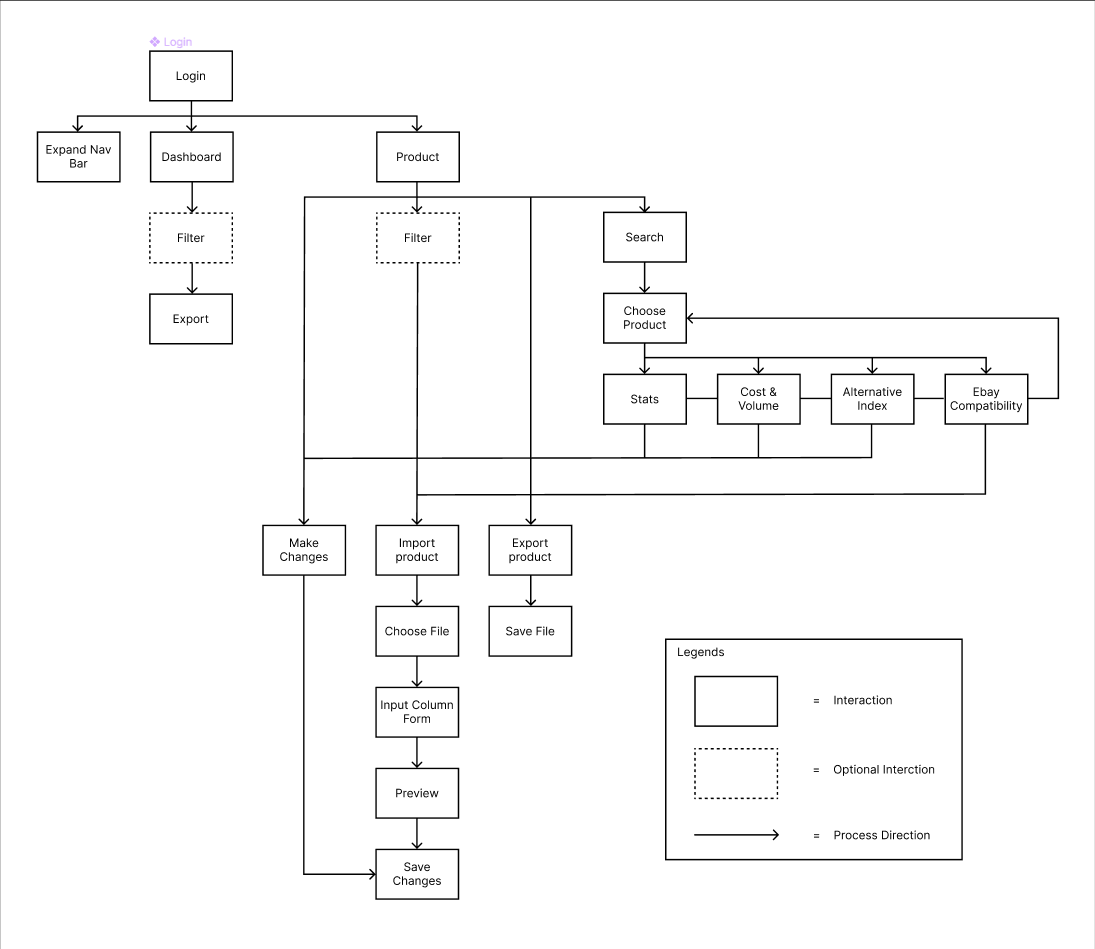 Login
Login
Expand Nav
Bar
Dashboard
Product
Filter
Filter
Search
Export
Choose
Product
Stats
Cost &
Volume
Alternative
Index
Ebay
Compatibility
Make
Changes
Import
product
Export
product
Choose File
Save File
Input Column
Form
Preview
Save
Changes
Legends
= Interaction
= Optional Interction
= Process Direction